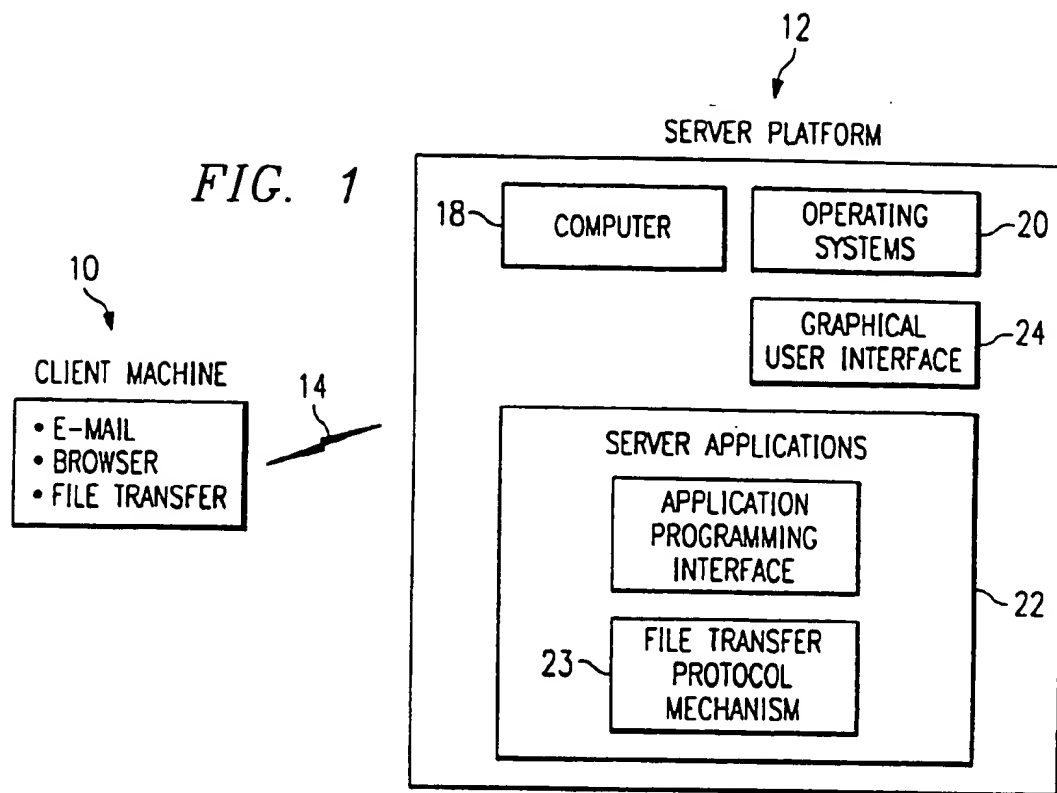 12
SERVER PLATFORM
FIG. 1
18
COMPUTER
OPERATING
SYSTEMS
20
10
GRAPHICAL
USER INTERFACE
24
CLIENT MACHINE
14
• E-MAIL
• BROWSER
• FILE TRANSFER
SERVER APPLICATIONS
APPLICATION
PROGRAMMING
INTERFACE
22
23
FILE TRANSFER
PROTOCOL
MECHANISM